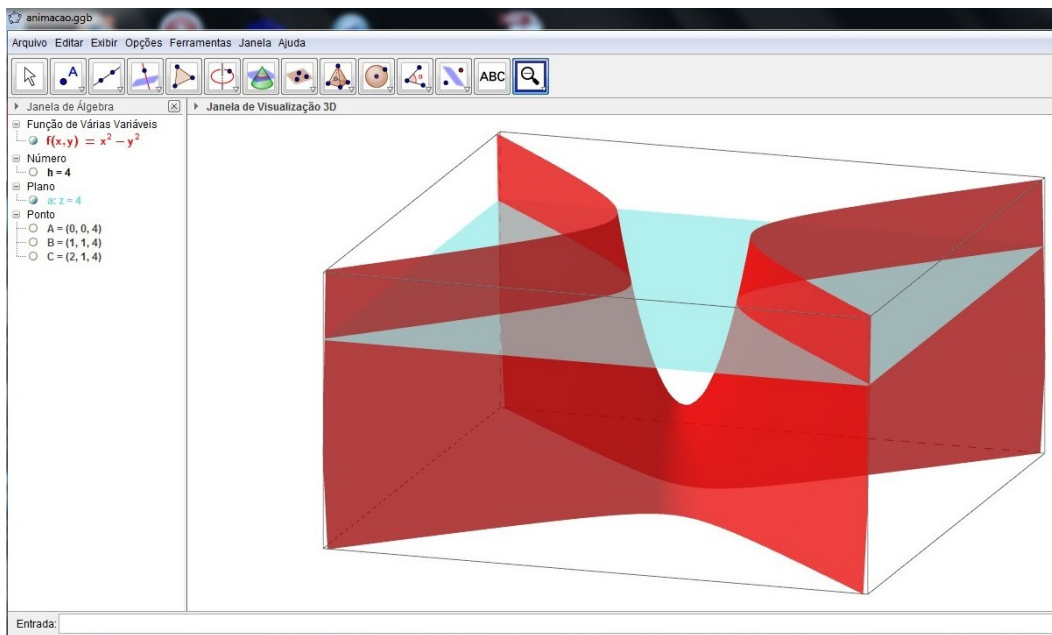 animacao.ggb
Arquivo Editar Exibir Opções Ferramentas Janela Ajuda
A
α
ABC
Janela de Álgebra
Janela de Visualização 3D
Função de Várias Variáveis
f(x,y) = x² − y²
Número
h = 4
Plano
a: z = 4
Ponto
A = (0, 0, 4)
B = (1, 1, 4)
C = (2, 1, 4)
Entrada: